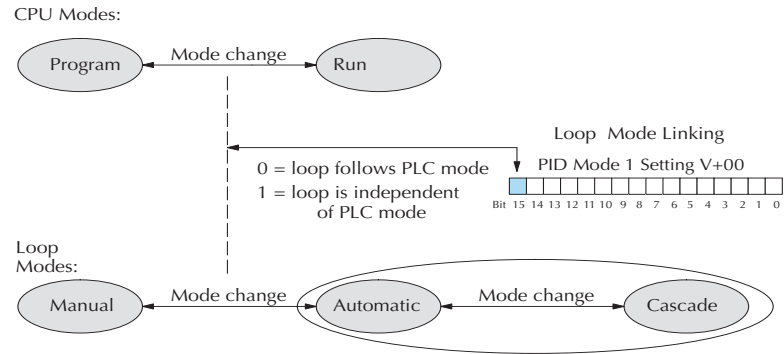 CPU Modes:
Program
Mode change
Run
Loop Mode Linking
0 = loop follows PLC mode
1 = loop is independent
of PLC mode
PID Mode 1 Setting V+00
Bit 15 14 13 12 11 10 9 8 7 6 5 4 3 2 1 0
Loop
Modes:
Manual
Mode change
Automatic
Mode change
Cascade